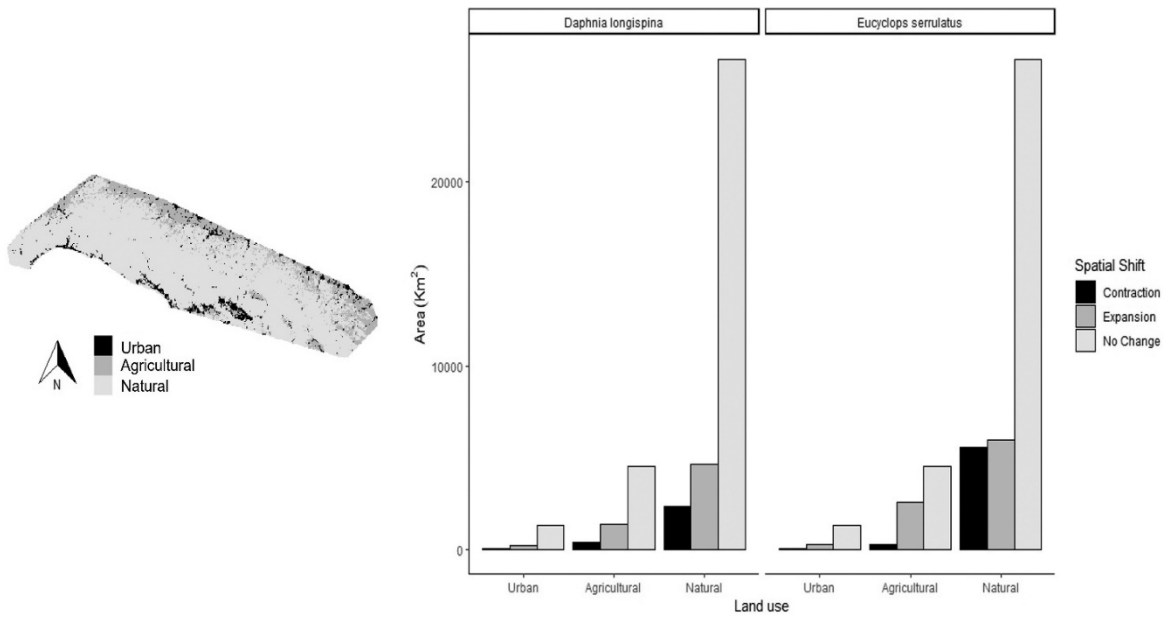 Daphnia longispina
Eucyclops serrulatus
20000
10000
0
Area (Km²)
Urban
Agricultural
Natural
N
Spatial Shift
Contraction
Expansion
No Change
Urban Agricultural Natural
Urban Agricultural Natural
Land use